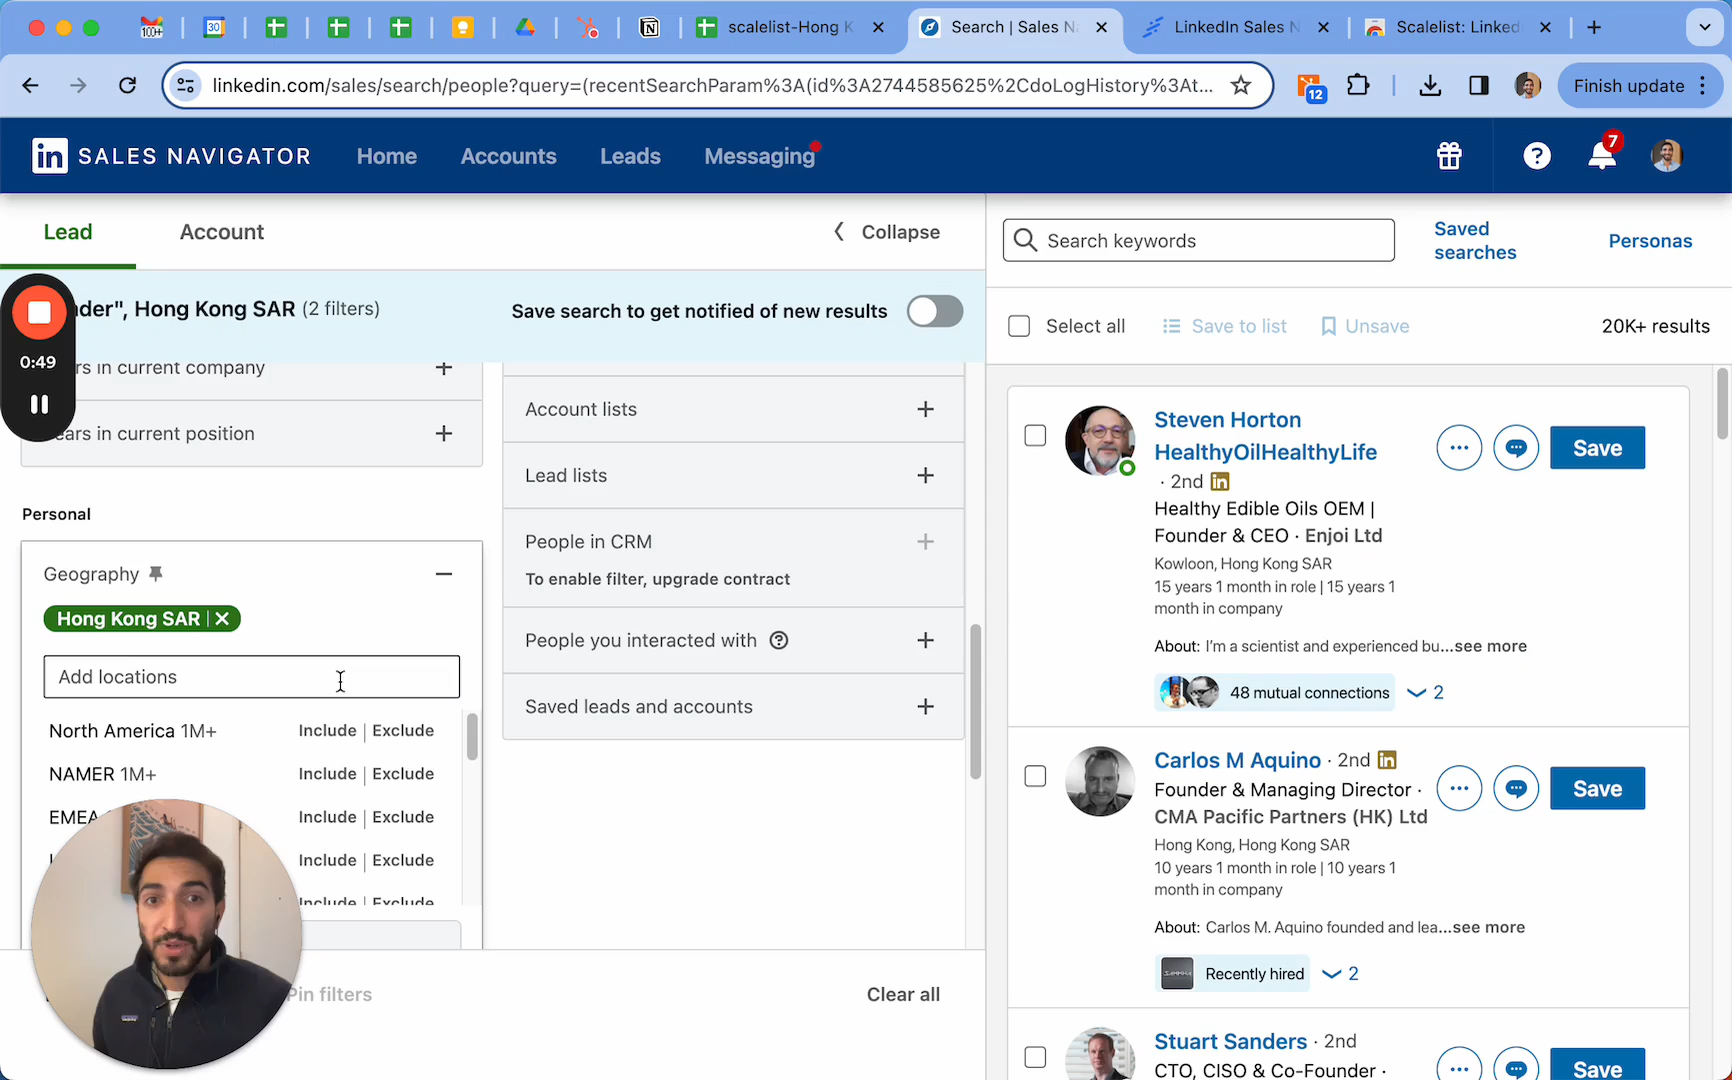 100+
30
scalelist-Hong K
Search | Sales Na
LinkedIn Sales N
Scalelist: Linked
linkedin.com/sales/search/people?query=(recentSearchParam%3A(id%3A2744585625%2CdoLogHistory%3At...
12
Finish update
in SALES NAVIGATOR
Home
Accounts
Leads
Messaging
7
Lead
Account
Collapse
Search keywords
Saved searches
Personas
nder", Hong Kong SAR (2 filters)
Save search to get notified of new results
Select all
Save to list
Unsave
20K+ results
0:49
rs in current company
ears in current position
Personal
Geography
Hong Kong SAR
Add locations
North America 1M+
Include | Exclude
NAMER 1M+
Include | Exclude
EMEA
Include | Exclude
Include | Exclude
Include Exclude
Pin filters
Clear all
Account lists
Lead lists
People in CRM
To enable filter, upgrade contract
People you interacted with
Saved leads and accounts
Steven Horton
HealthyOilHealthyLife
· 2nd in
Healthy Edible Oils OEM |
Founder & CEO · Enjoi Ltd
Kowloon, Hong Kong SAR
15 years 1 month in role | 15 years 1
month in company
About: I'm a scientist and experienced bu...see more
48 mutual connections
2
Save
Carlos M Aquino · 2nd in
Founder & Managing Director ·
CMA Pacific Partners (HK) Ltd
Hong Kong, Hong Kong SAR
10 years 1 month in role | 10 years 1
month in company
About: Carlos M. Aquino founded and lea...see more
Recently hired
2
Save
Stuart Sanders · 2nd
CTO, CISO & Co-Founder ·
Save